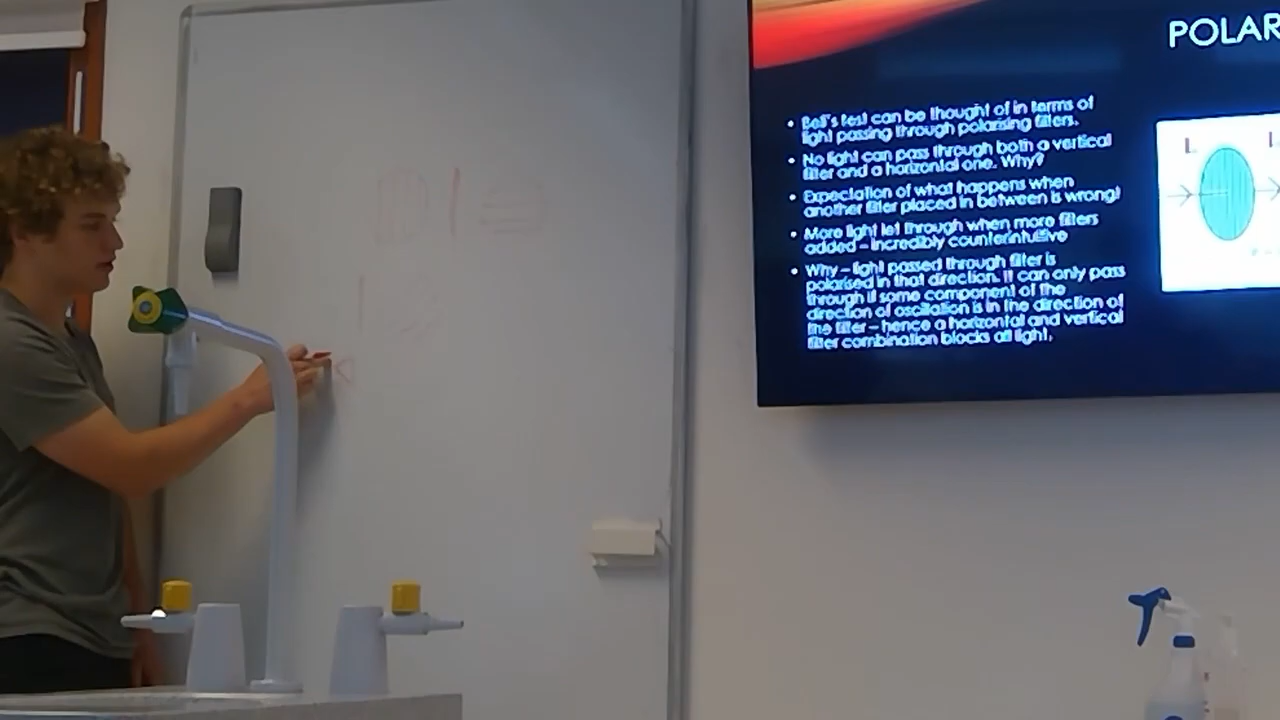 POLAR
• Bell's test can be thought of in terms of
light passing through polarising filters.
• No light can pass through both a vertical
filter and a horizontal one. Why?
• Expectation of what happens when
another filter placed in between is wrong!
• More light let through when more filters
added – incredibly counterintuitive
• Why – light passed through filter is
polarised in that direction. It can only pass
through if some component of the
direction of oscillation is in the direction of
the filter – hence a horizontal and vertical
filter combination blocks all light.